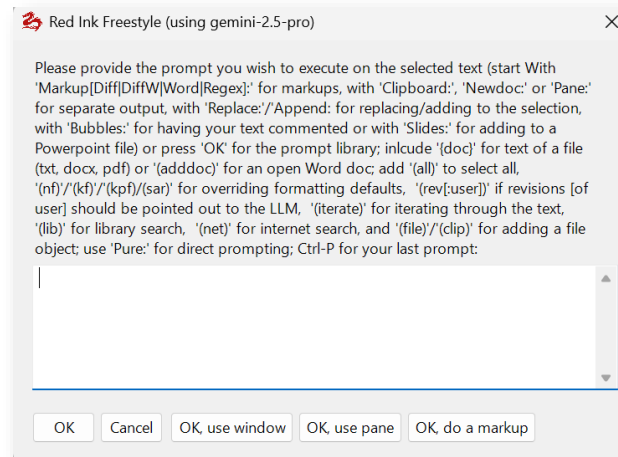 Red Ink Freestyle (using gemini-2.5-pro)
Please provide the prompt you wish to execute on the selected text (start With
'Markup[Diff|DiffW|Word|Regex]:' for markups, with 'Clipboard:', 'Newdoc:' or 'Pane:'
for separate output, with 'Replace:'/'Append: for replacing/adding to the selection,
with 'Bubbles:' for having your text commented or with 'Slides:' for adding to a
Powerpoint file) or press 'OK' for the prompt library; inlcude '{doc}' for text of a file
(txt, docx, pdf) or '(adddoc)' for an open Word doc; add '(all)' to select all,
'(nf)'/'(kf)'/'(kpf)/(sar)' for overriding formatting defaults,  '(rev[:user])' if revisions [of
user] should be pointed out to the LLM,  '(iterate)' for iterating through the text,
'(lib)' for library search,  '(net)' for internet search, and '(file)'/'(clip)' for adding a file
object; use 'Pure:' for direct prompting; Ctrl-P for your last prompt:
OK Cancel OK, use window OK, use pane OK, do a markup